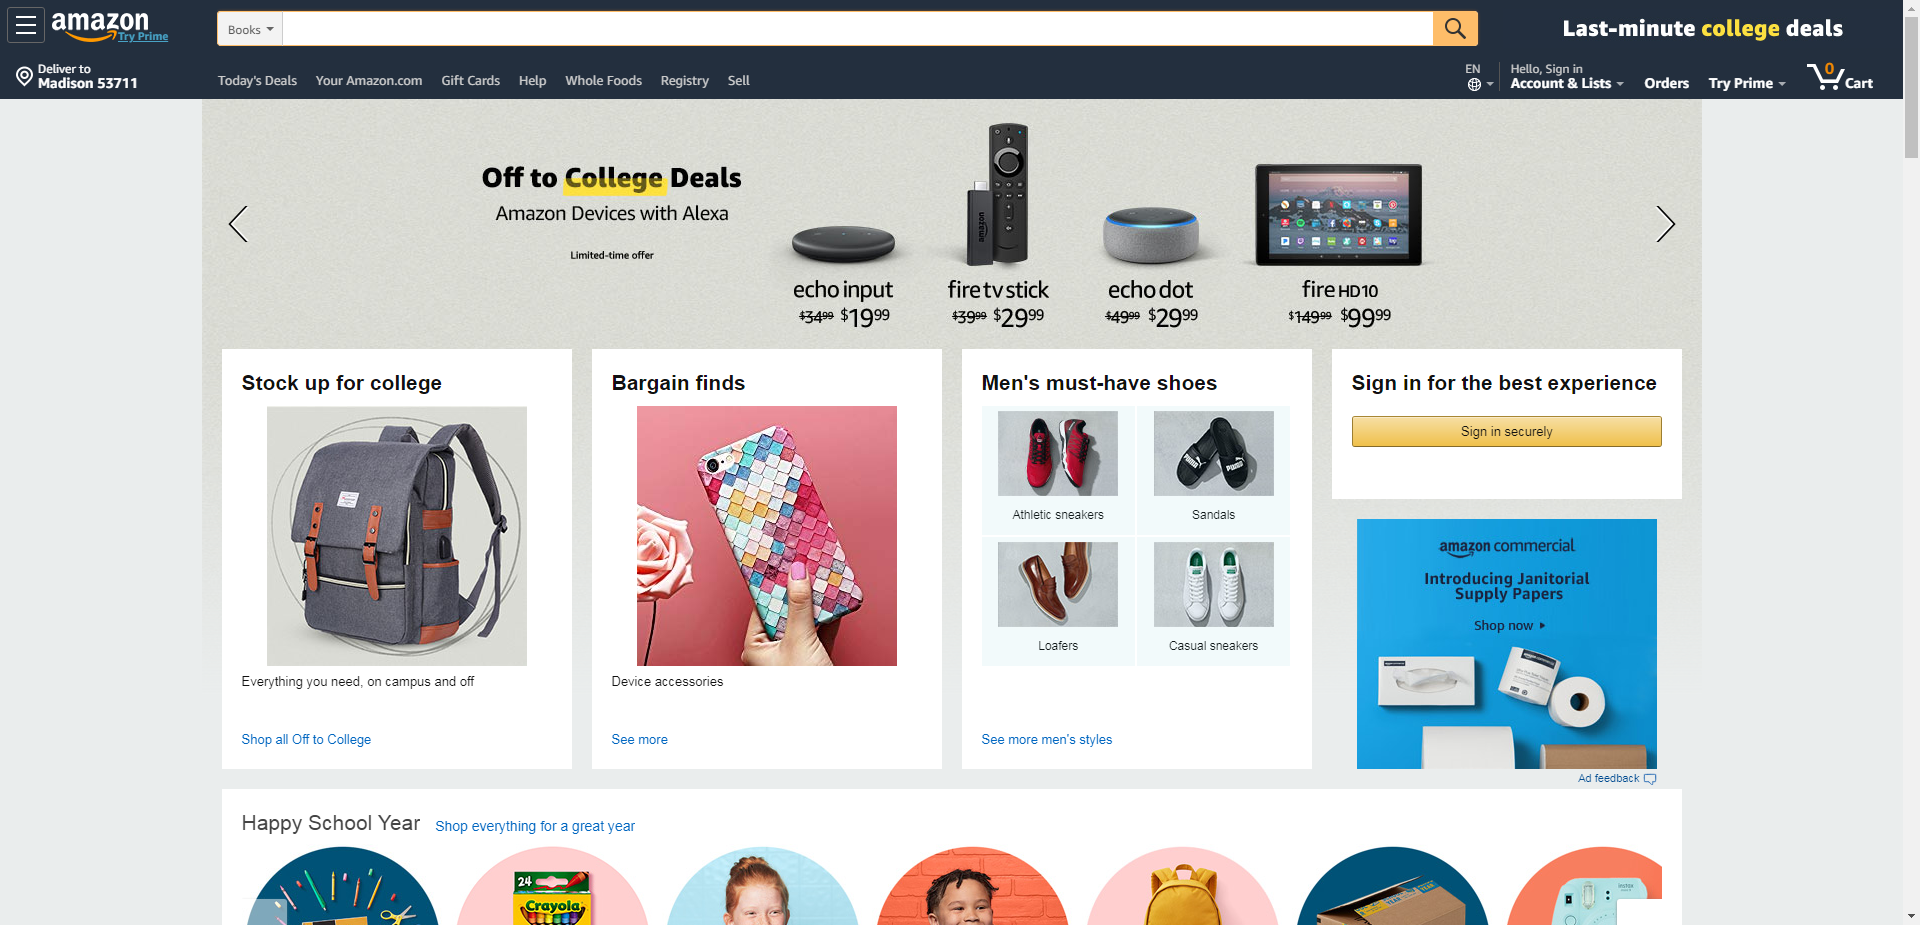 amazon
Try Prime
Books
Last-minute college deals
Deliver to
Madison 53711
Today's Deals
Your Amazon.com
Gift Cards
Help
Whole Foods
Registry
Sell
EN
Hello, Sign in
Account & Lists
Orders
Try Prime
0
Cart
Off to College Deals
Amazon Devices with Alexa
Limited-time offer
amazon
echo input
$34.99 $19.99
fire tv stick
$39.99 $29.99
echo dot
$49.99 $29.99
fire HD10
$149.99 $99.99
Stock up for college
Everything you need, on campus and off
Shop all Off to College
Bargain finds
Device accessories
See more
Men's must-have shoes
Athletic sneakers
Sandals
PUMA
PUMA
Loafers
Casual sneakers
See more men's styles
Sign in for the best experience
Sign in securely
amazon commercial
Introducing Janitorial
Supply Papers
Shop now
Ad feedback
Happy School Year
Shop everything for a great year
24
Crayola
instax